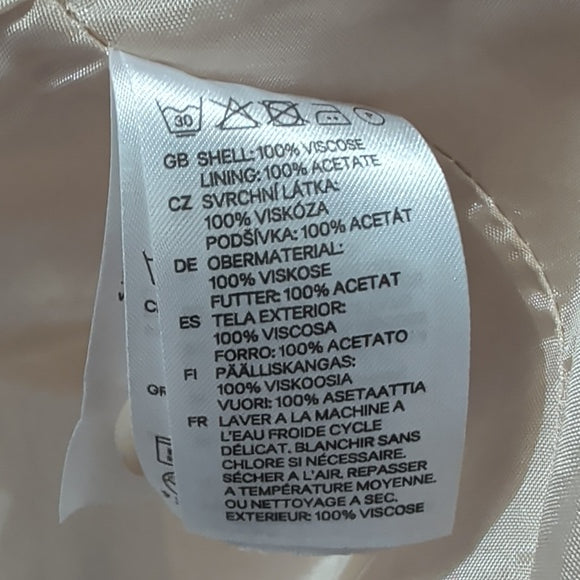 30
GB SHELL: 100% VISCOSE
LINING: 100% ACETATE
CZ SVRCHNÍ LÁTKA:
100% VISKÓZA
PODŠÍVKA: 100% ACETÁT
DE OBERMATERIAL:
100% VISKOSE
FUTTER: 100% ACETAT
ES TELA EXTERIOR:
100% VISCOSA
FORRO: 100% ACETATO
FI PÄÄLLISKANGAS:
100% VISKOOSIA
VUORI: 100% ASETAATTIA
FR LAVER A LA MACHINE A
L'EAU FROIDE CYCLE
DÉLICAT. BLANCHIR SANS
CHLORE SI NÉCESSAIRE.
SÉCHER A L'AIR. REPASSER
A TEMPÉRATURE MOYENNE.
OU NETTOYAGE A SEC.
EXTERIEUR: 100% VISCOSE
GR